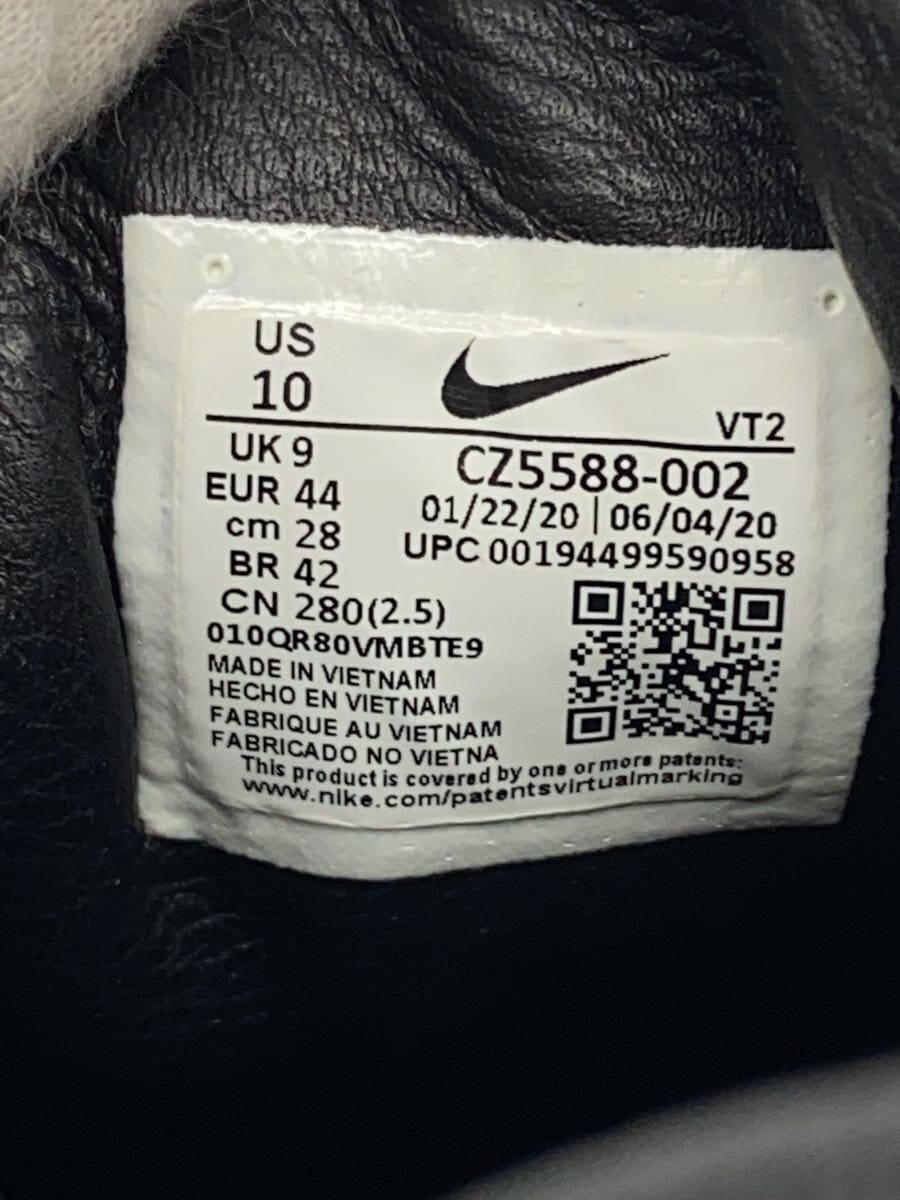 US
10
VT2
UK 9
EUR 44
cm 28
BR 42
CN 280(2.5)
CZ5588-002
01/22/20 | 06/04/20
UPC 00194499590958
010QR80VMBTE9
MADE IN VIETNAM
HECHO EN VIETNAM
FABRIQUE AU VIETNAM
FABRICADO NO VIETNA
This product is covered by one or more patents:
www.nike.com/patentsvirtualmarking